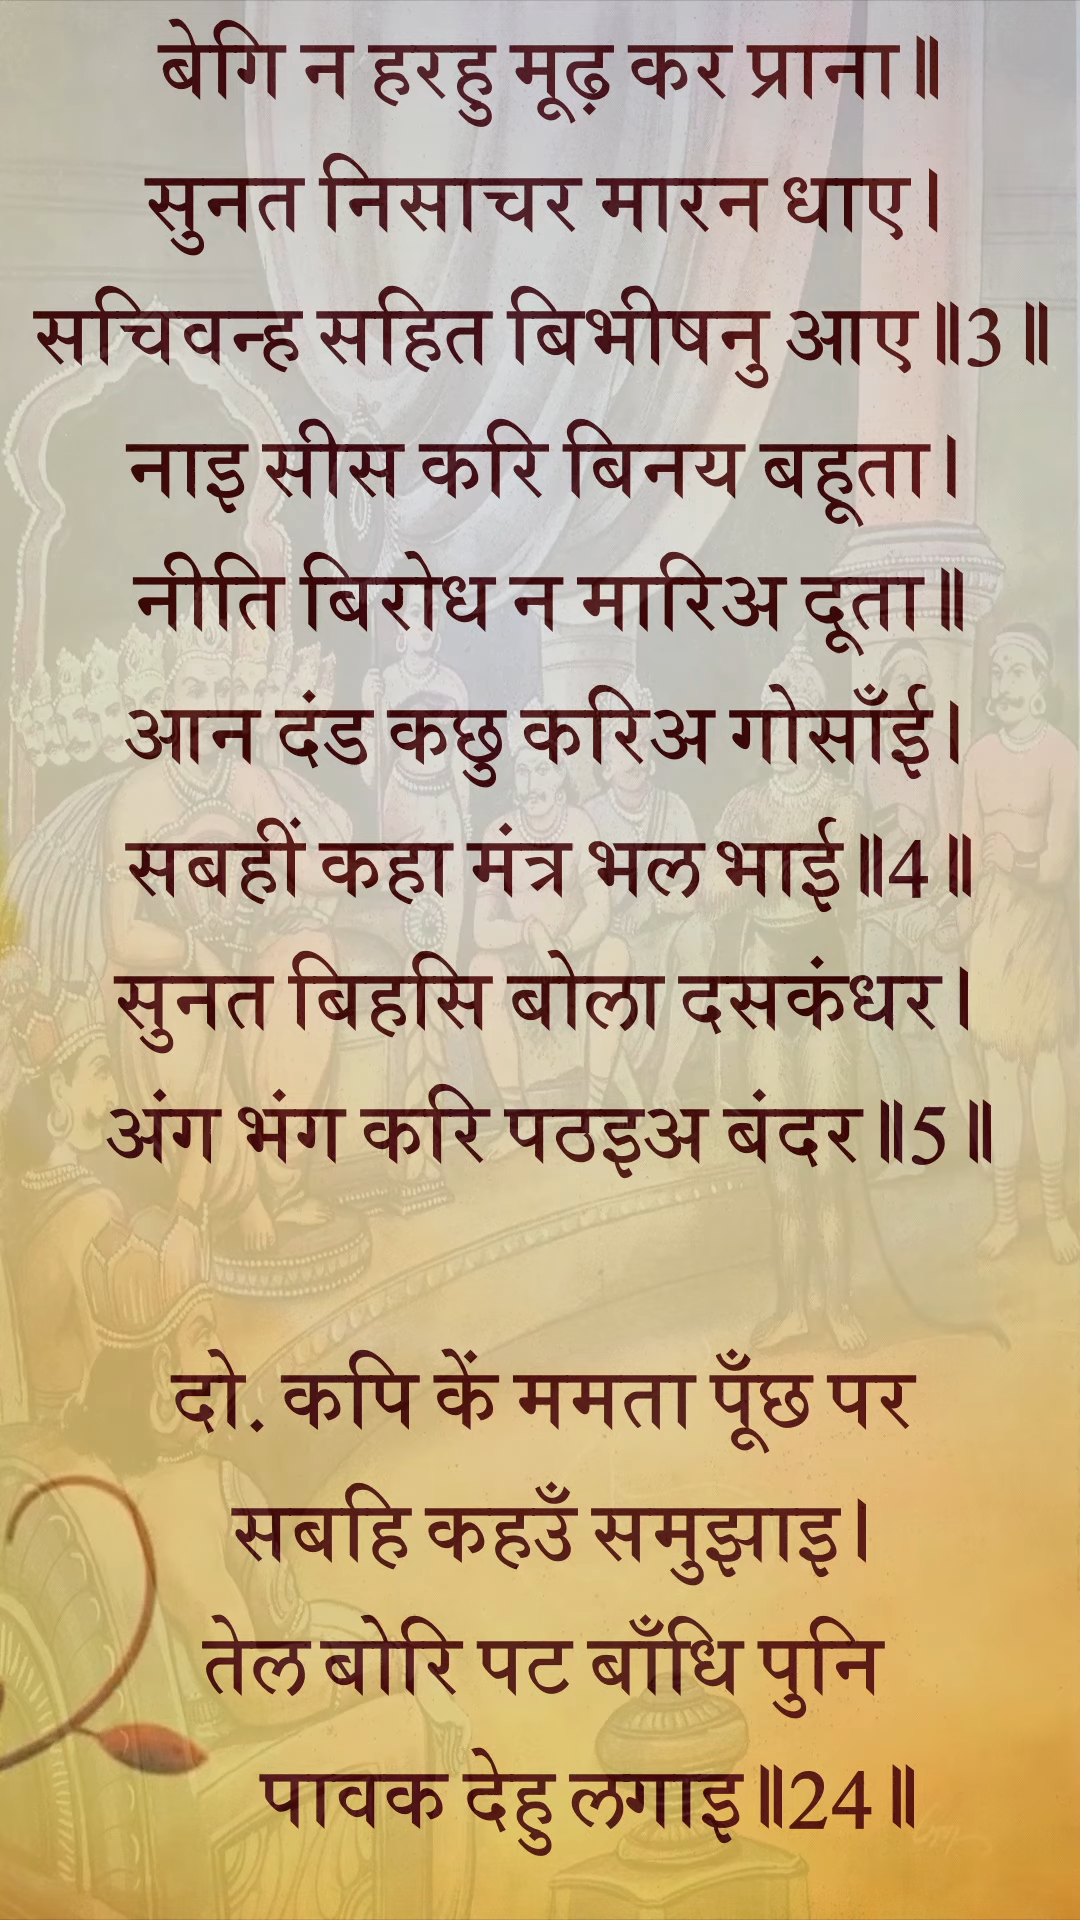 बेगि न हरहु मूढ़ कर प्राना॥
सुनत निसाचर मारन धाए।
सचिवन्ह सहित बिभीषनु आए॥3॥
नाइ सीस करि बिनय बहूता।
नीति बिरोध न मारिअ दूता॥
आन दंड कछु करिअ गोसाँई।
सबहीं कहा मंत्र भल भाई॥4॥
सुनत बिहसि बोला दसकंधर।
अंग भंग करि पठइअ बंदर॥5॥
दो. कपि कें ममता पूँछ पर
सबहि कहउँ समुझाइ।
तेल बोरि पट बाँधि पुनि
पावक देहु लगाइ॥24॥